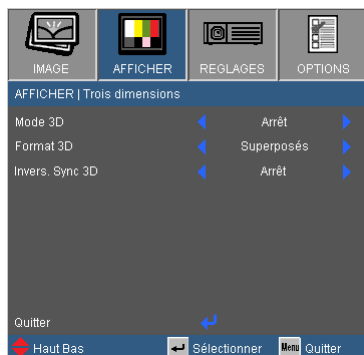 IMAGE AFFICHER REGLAGES OPTIONS
AFFICHER | Trois dimensions
Mode 3D Arrêt
Format 3D Superposés
Invers. Sync 3D Arrêt
Quitter
Haut Bas Sélectionner Menu Quitter